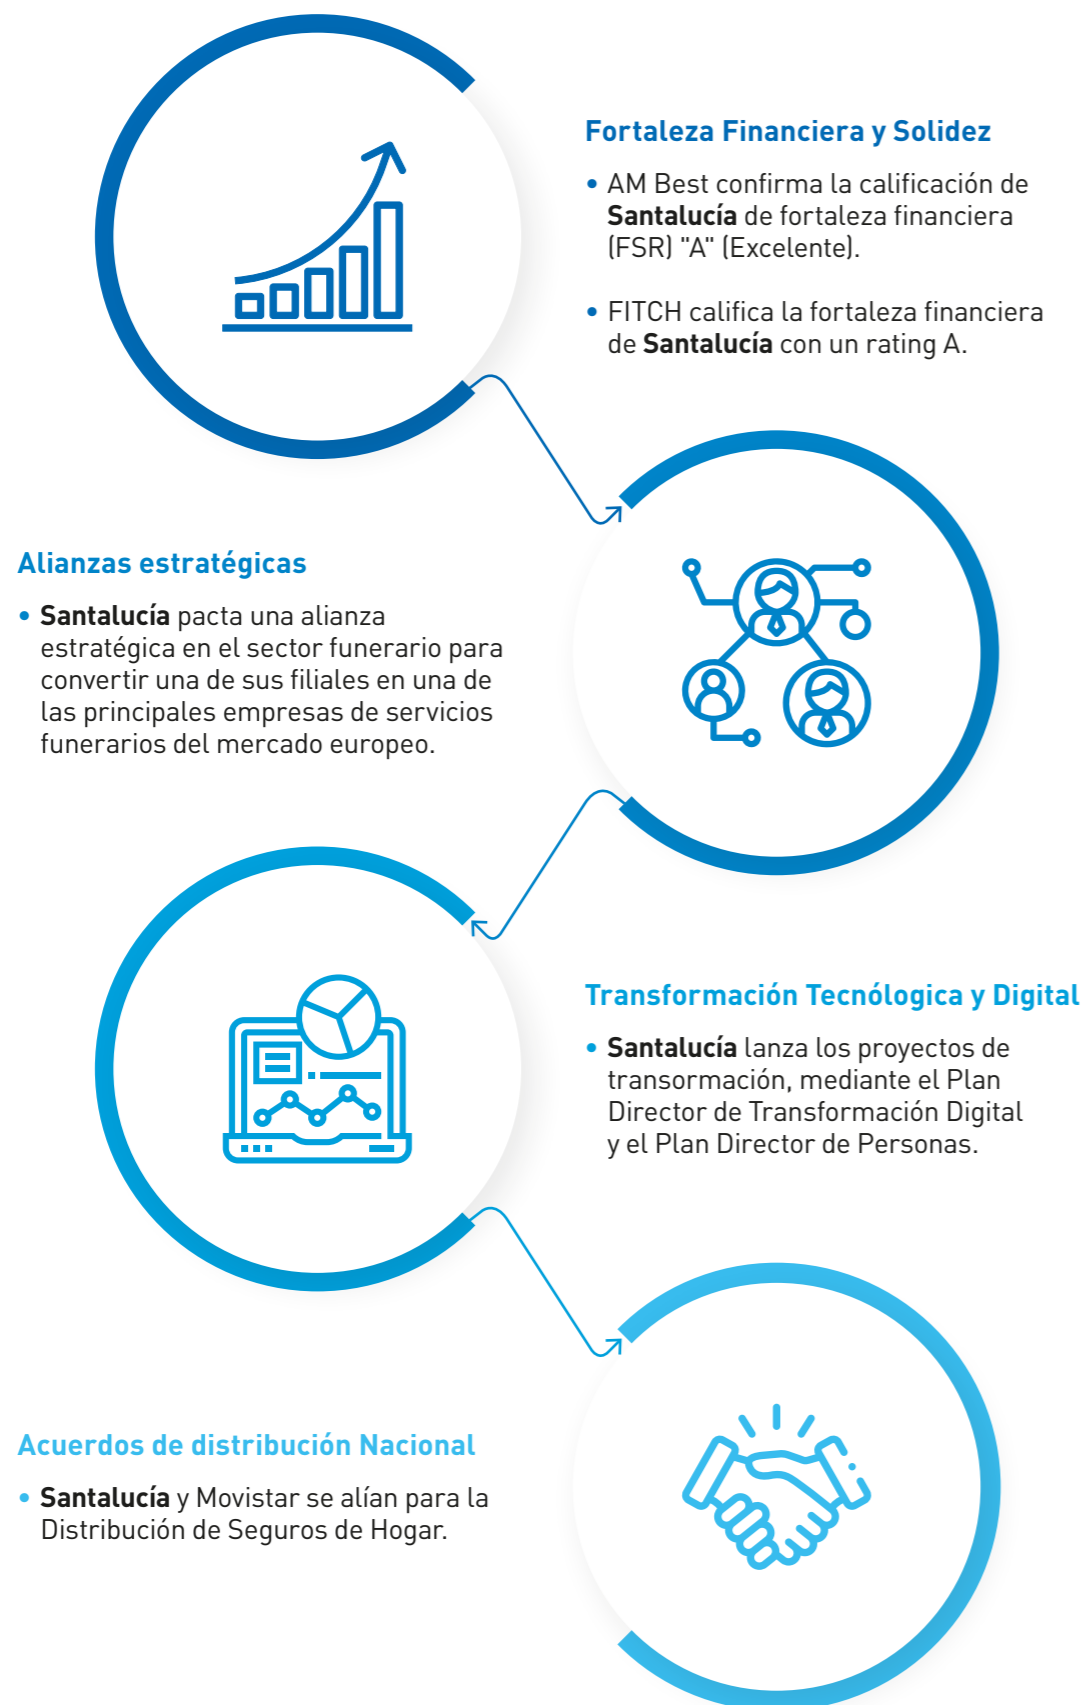 Fortaleza Financiera y Solidez
• AM Best confirma la calificación de
Santalucía de fortaleza financiera
(FSR) "A" (Excelente).
• FITCH califica la fortaleza financiera
de Santalucía con un rating A.
Alianzas estratégicas
• Santalucía pacta una alianza
estratégica en el sector funerario para
convertir una de sus filiales en una de
las principales empresas de servicios
funerarios del mercado europeo.
Transformación Tecnólogica y Digital
• Santalucía lanza los proyectos de
transormación, mediante el Plan
Director de Transformación Digital
y el Plan Director de Personas.
Acuerdos de distribución Nacional
• Santalucía y Movistar se alían para la
Distribución de Seguros de Hogar.